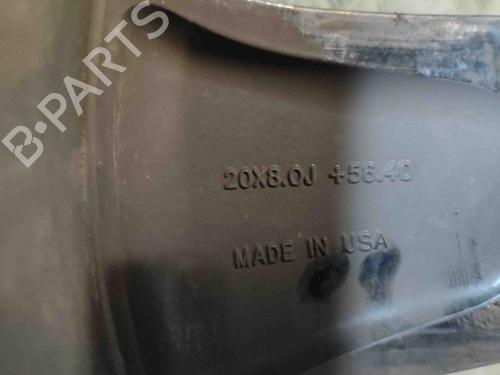 B-PARTS
20X8.0J +56.40
MADE IN USA